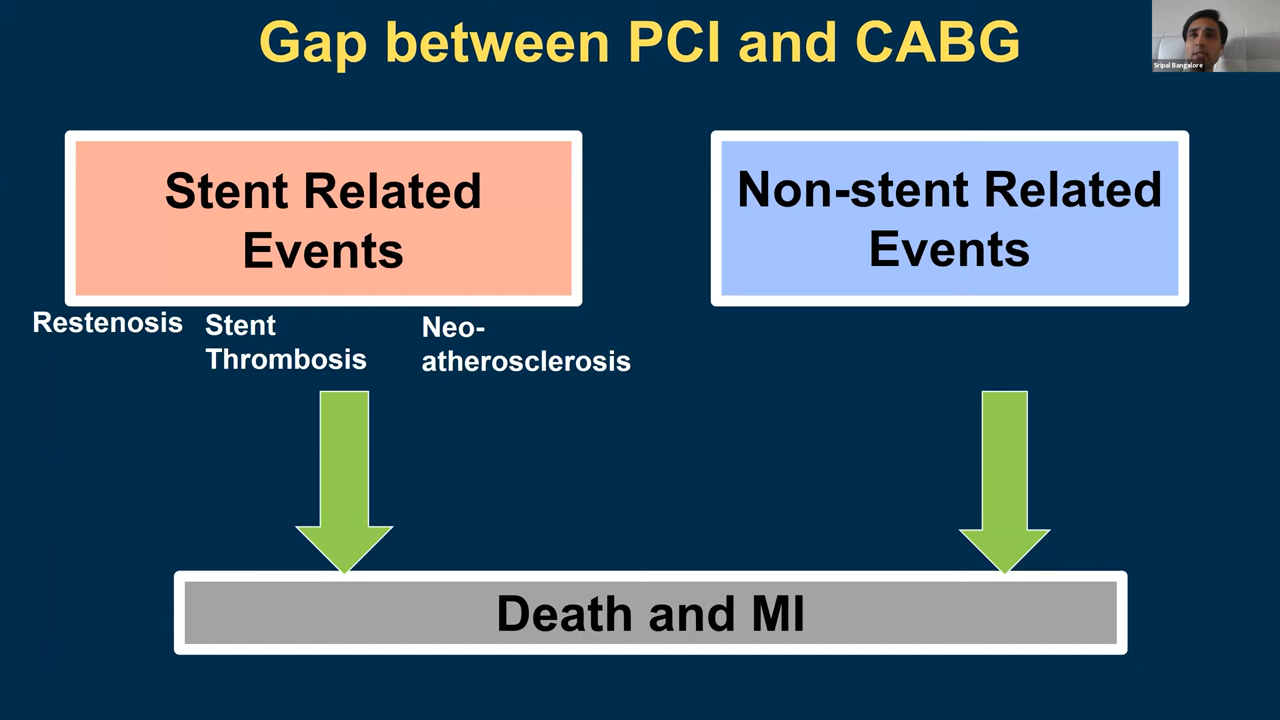 Gap between PCI and CABG
Sripal Bangalore
Stent Related
Events
Non-stent Related
Events
Restenosis
Stent
Thrombosis
Neo-
atherosclerosis
Death and MI